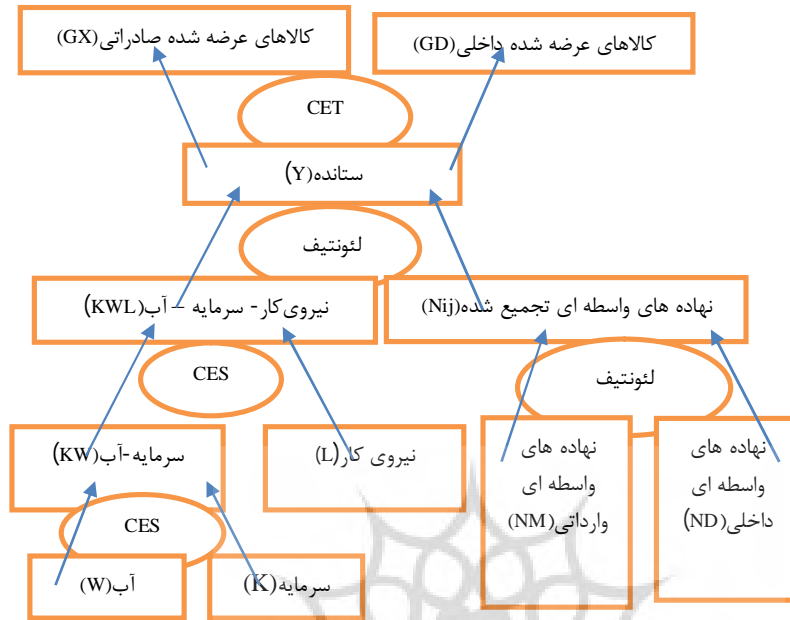 کالاهای عرضه شده صادراتی(GX)
کالاهای عرضه شده داخلی(GD)
CET
ستانده(Y)
لئونتیف
نیروی‌کار- سرمایه – آب(KWL)
نهاده های واسطه ای تجمیع شده(Nij)
CES
لئونتیف
سرمایه-آب(KW)
نیروی کار(L)
نهاده های
واسطه ای
وارداتی(NM)
نهاده های
واسطه ای
داخلی(ND)
CES
آب(W)
سرمایه(K)